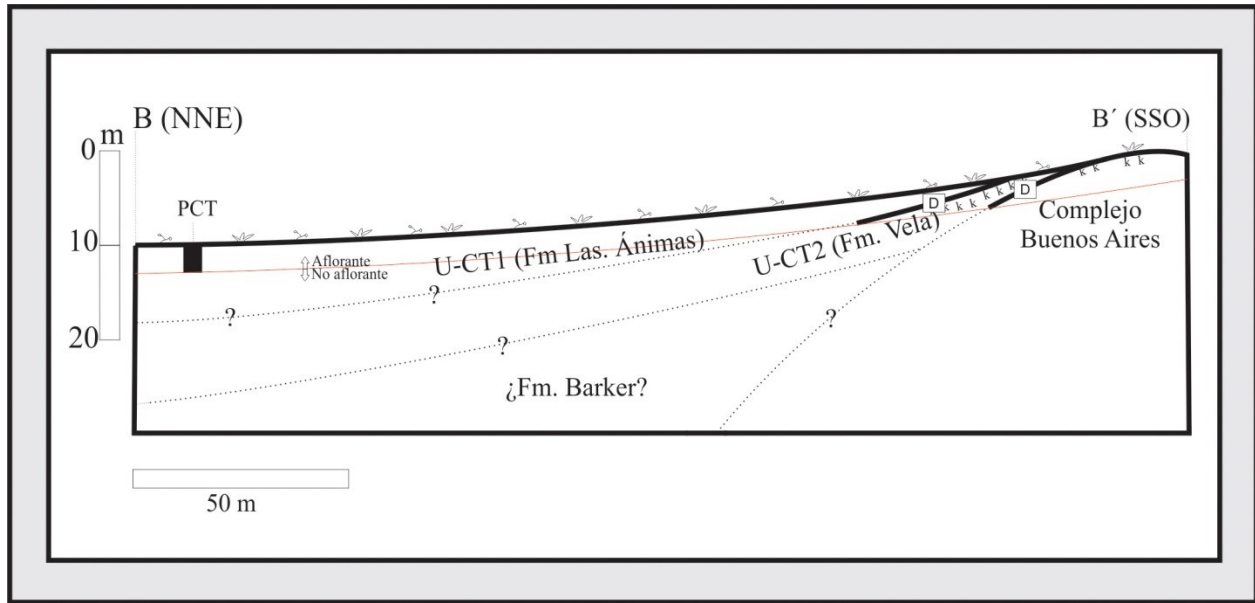 B (NNE)
B´ (SSO)
m
0
PCT
D
D
k k k k k k k k
k k
k k
Complejo
Buenos Aires
10
Aflorante
No aflorante
U-CT1 (Fm Las. Ánimas)
U-CT2 (Fm. Vela)
?
?
?
20
?
¿Fm. Barker?
50 m